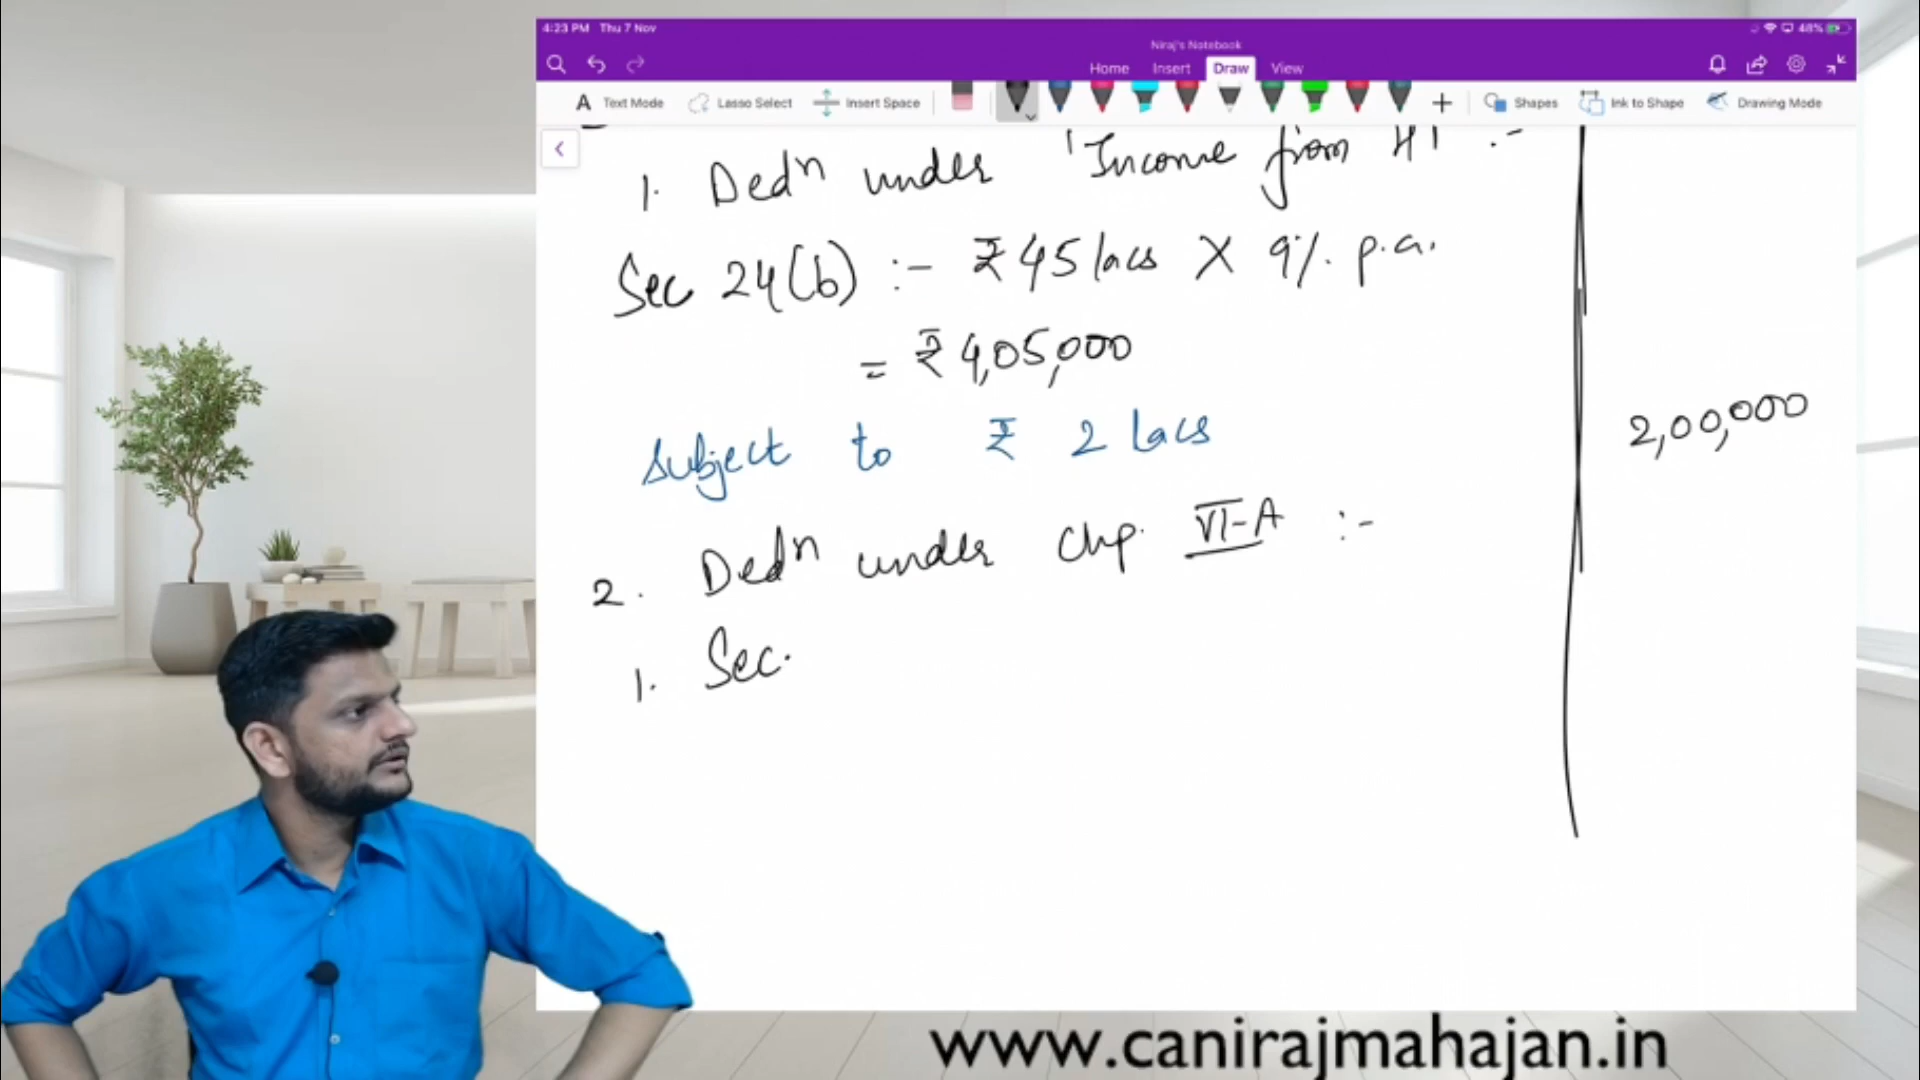 4:23 PM Thu 7 Nov
48%
Niraj's Notebook
Home Insert Draw View
A Text Mode Lasso Select Insert Space + Shapes Ink to Shape Drawing Mode
1. Dedⁿ under 'Income from :-
Sec 24(b) :- ₹45 lacs X 9%. p.a.
= ₹4,05,000
Subject to ₹ 2 lacs
2,00,000
2. Dedⁿ under Chp. VI-A :-
1. Sec.
www.canirajmahajan.in